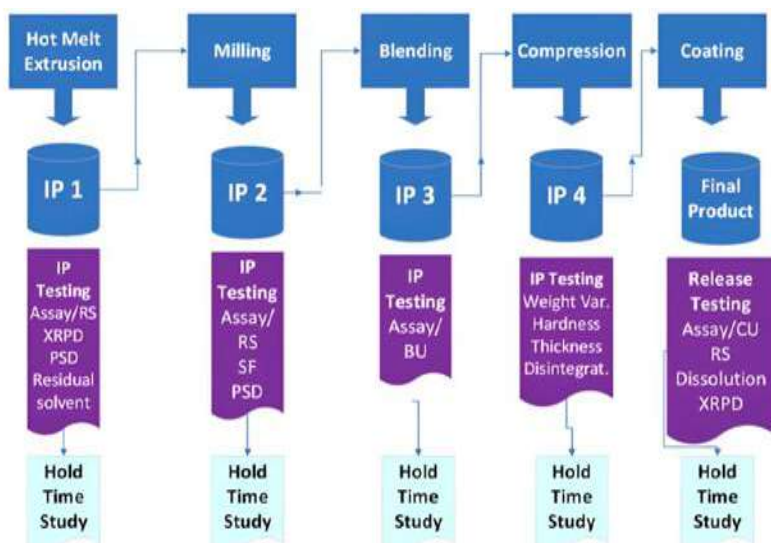 Hot Melt
Extrusion
Milling
Blending
Compression
Coating
IP 1
IP 2
IP 3
IP 4
Final
Product
IP
Testing
Assay/RS
XRPD
PSD
Residual
solvent
IP
Testing
Assay/
RS
SF
PSD
IP
Testing
Assay/
BU
IP Testing
Weight Var.
Hardness
Thickness
Disintegrat.
Release
Testing
Assay/CU
RS
Dissolution
XRPD
Hold
Time
Study
Hold
Time
Study
Hold
Time
Study
Hold
Time
Study
Hold
Time
Study